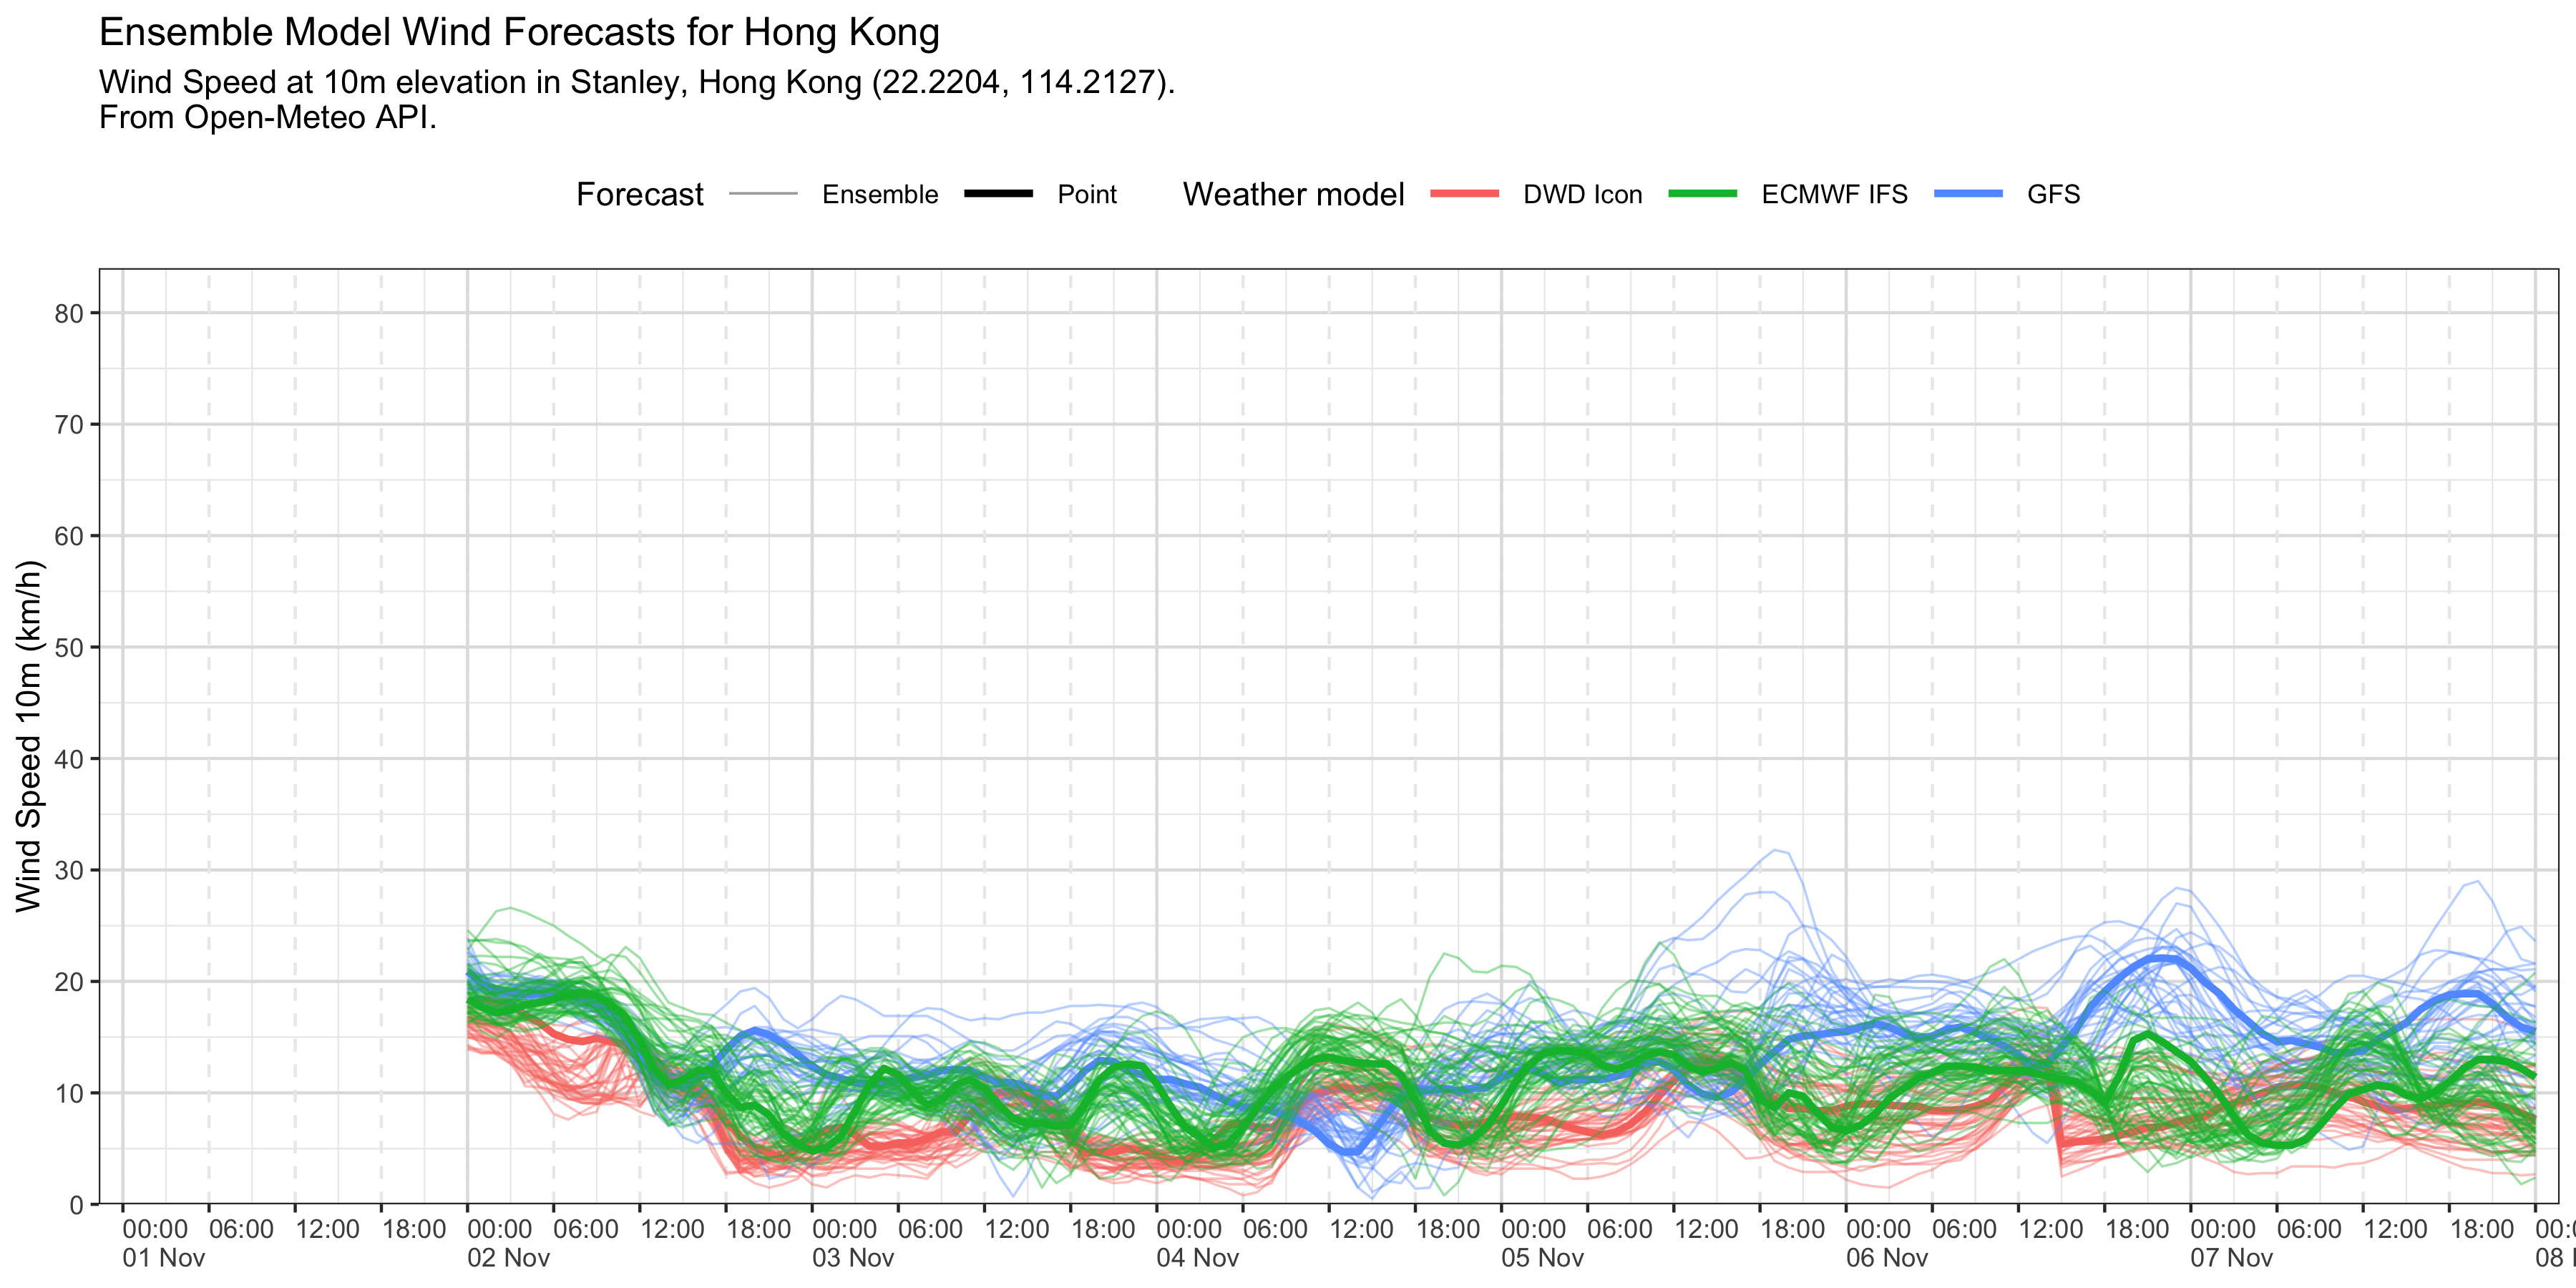 Ensemble Model Wind Forecasts for Hong Kong
Wind Speed at 10m elevation in Stanley, Hong Kong (22.2204, 114.2127).
From Open-Meteo API.
Forecast Ensemble Point Weather model DWD Icon ECMWF IFS GFS
Wind Speed 10m (km/h)
80
70
60
50
40
30
20
10
0
00:00 06:00 12:00 18:00 00:00 06:00 12:00 18:00 00:00 06:00 12:00 18:00 00:00 06:00 12:00 18:00 00:00 06:00 12:00 18:00 00:00 06:00 12:00 18:00 00:00 06:00 12:00 18:00
01 Nov 02 Nov 03 Nov 04 Nov 05 Nov 06 Nov 07 Nov 08